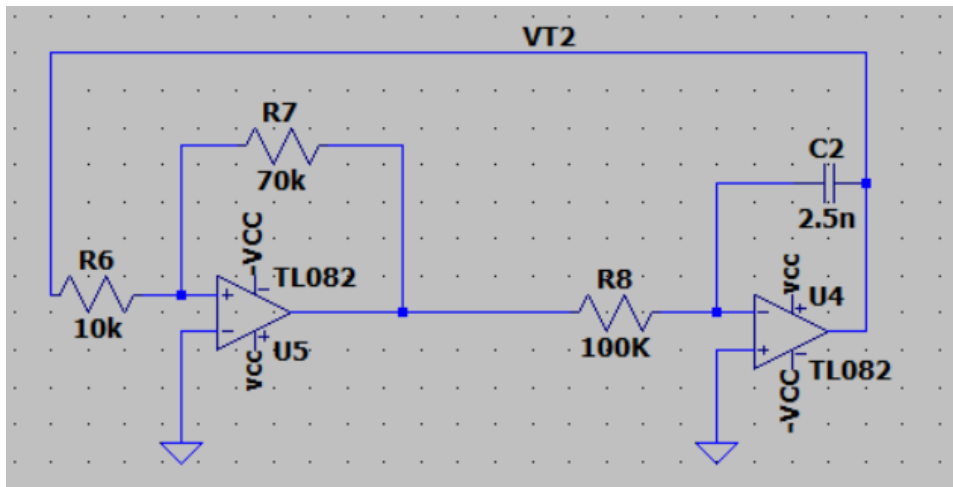 VT2
R7
70k
C2
2.5n
R6
10k
-VCC
TL082
+
-
-
+
VCC
U5
R8
100K
VCC
U4
-
+
+
-
TL082
-VCC